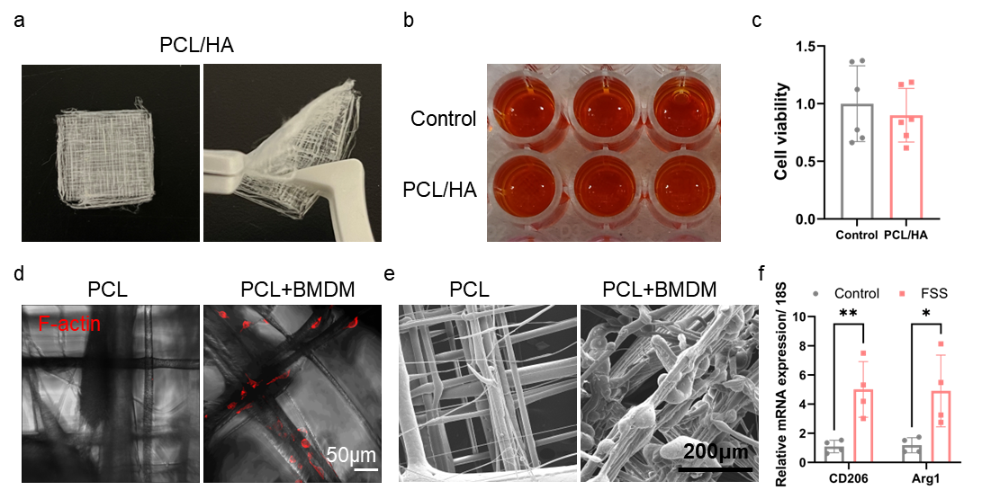 a
PCL/HA
b
Control
PCL/HA
c
Cell viability
1.5
1.0
0.5
0.0
Control PCL/HA
d
PCL
PCL+BMDM
F-actin
50μm
e
PCL
PCL+BMDM
200μm
f
Control
FSS
Relative mRNA expression/ 18S
10
8
6
4
2
0
**
*
CD206
Arg1